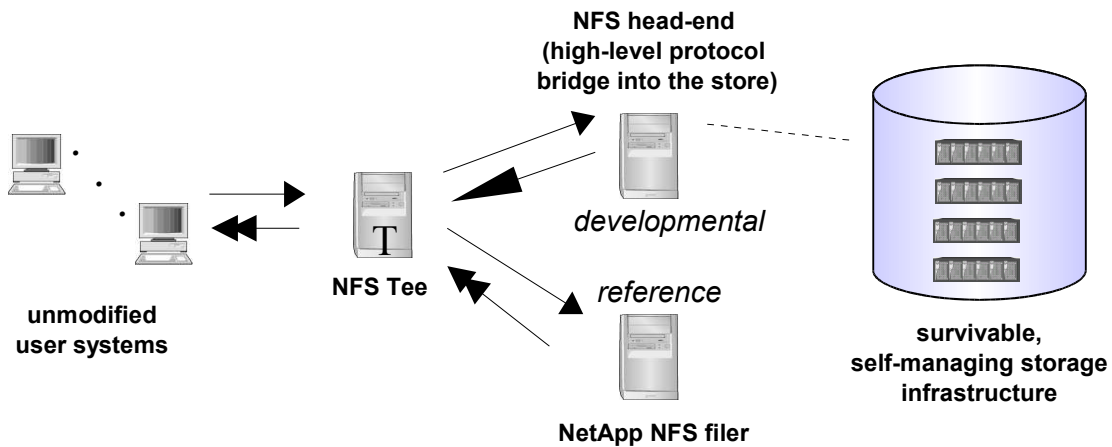 NFS head-end
(high-level protocol
bridge into the store)
unmodified
user systems
T
NFS Tee
developmental
reference
NetApp NFS filer
survivable,
self-managing storage
infrastructure